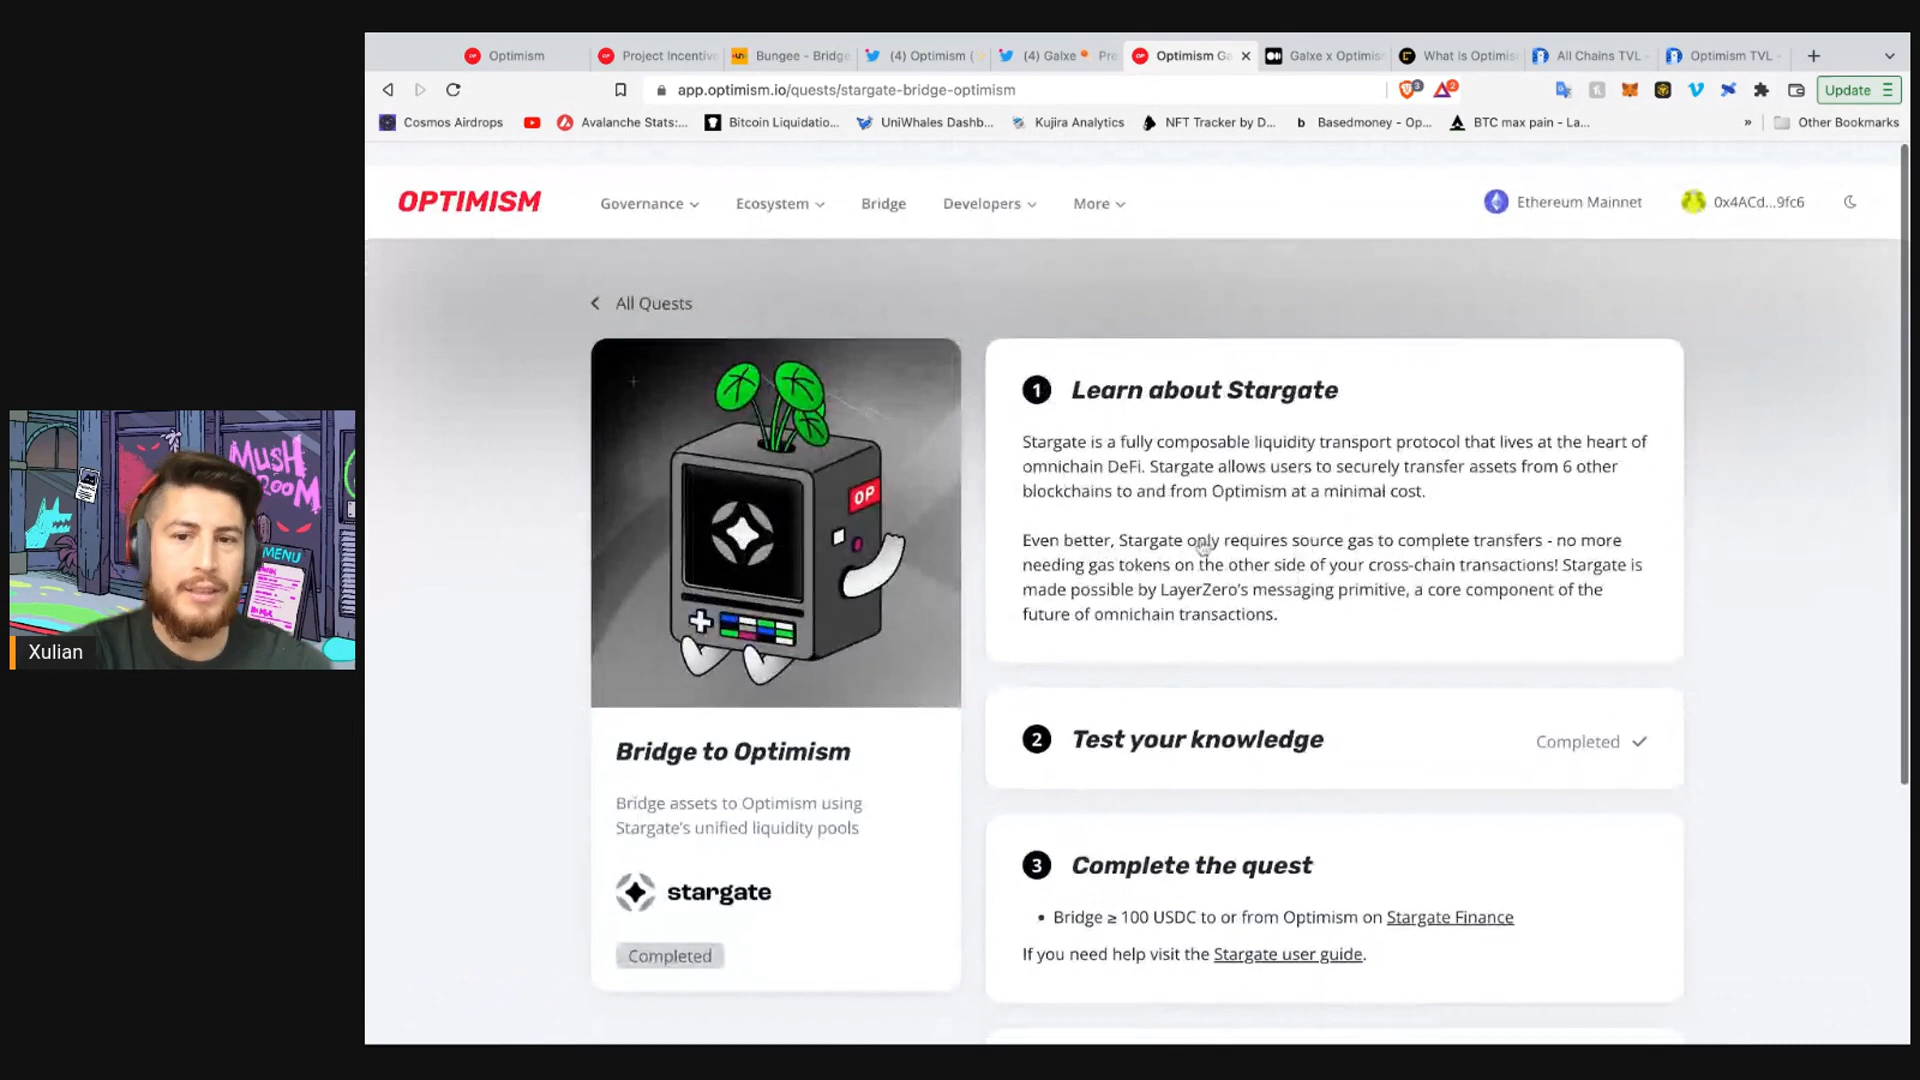 Optimism
Project Incentiv
Bungee - Bridge
(4) Optimism (
(4) Galxe
Pre
Optimism Ga
Galxe x Optimis
What Is Optimis
All Chains TVL -
Optimism TVL -
app.optimism.io/quests/stargate-bridge-optimism
3
2
Update
Cosmos Airdrops
Avalanche Stats:...
Bitcoin Liquidatio...
UniWhales Dashb...
Kujira Analytics
NFT Tracker by D...
b Basedmoney - Op...
BTC max pain - La...
» Other Bookmarks
OPTIMISM
Governance
Ecosystem
Bridge
Developers
More
Ethereum Mainnet
0x4ACd...9fc6
All Quests
OP
Bridge to Optimism
Bridge assets to Optimism using
Stargate's unified liquidity pools
stargate
Completed
1 Learn about Stargate
Stargate is a fully composable liquidity transport protocol that lives at the heart of
omnichain DeFi. Stargate allows users to securely transfer assets from 6 other
blockchains to and from Optimism at a minimal cost.
Even better, Stargate only requires source gas to complete transfers - no more
needing gas tokens on the other side of your cross-chain transactions! Stargate is
made possible by LayerZero's messaging primitive, a core component of the
future of omnichain transactions.
2 Test your knowledge
Completed
3 Complete the quest
• Bridge ≥ 100 USDC to or from Optimism on Stargate Finance
If you need help visit the Stargate user guide.
MUSH
ROOM
MENU
Xulian